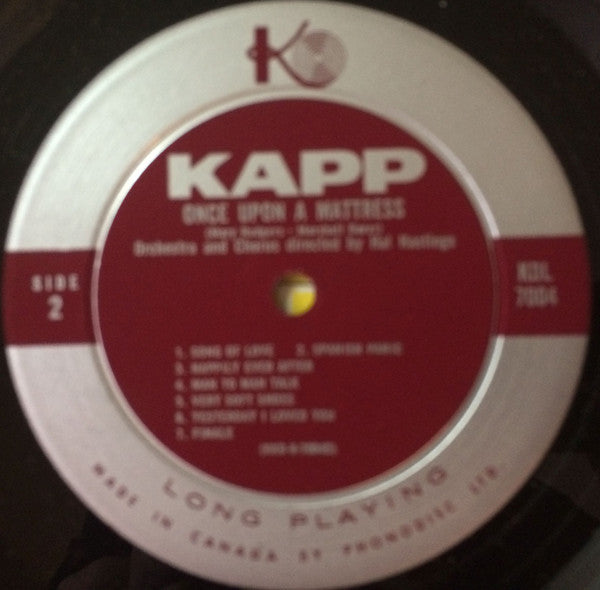 K
KAPP
ONCE UPON A MATTRESS
(Mary Rodgers - Marshall Barer)
Orchestra and Chorus directed by Hal Hastings
SIDE
2
KDL
7004
1. SONG OF LOVE 2. SPANISH PANIC
3. HAPPILY EVER AFTER
4. MAN TO MAN TALK
5. VERY SOFT SHOES
6. YESTERDAY I LOVED YOU
7. FINALE
LONG PLAYING
MADE IN CANADA BY PHONODISC LTD.